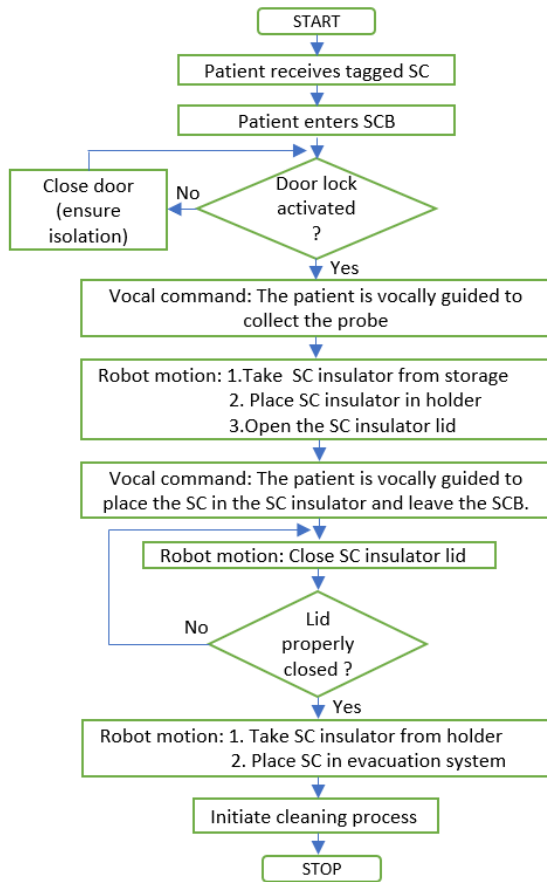 START
Patient receives tagged SC
Patient enters SCB
Close door
(ensure
isolation)
No
Door lock
activated
?
Yes
Vocal command: The patient is vocally guided to
collect the probe
Robot motion: 1.Take SC insulator from storage
2. Place SC insulator in holder
3.Open the SC insulator lid
Vocal command: The patient is vocally guided to
place the SC in the SC insulator and leave the SCB.
Robot motion: Close SC insulator lid
No
Lid
properly
closed ?
Yes
Robot motion: 1. Take SC insulator from holder
2. Place SC in evacuation system
Initiate cleaning process
STOP